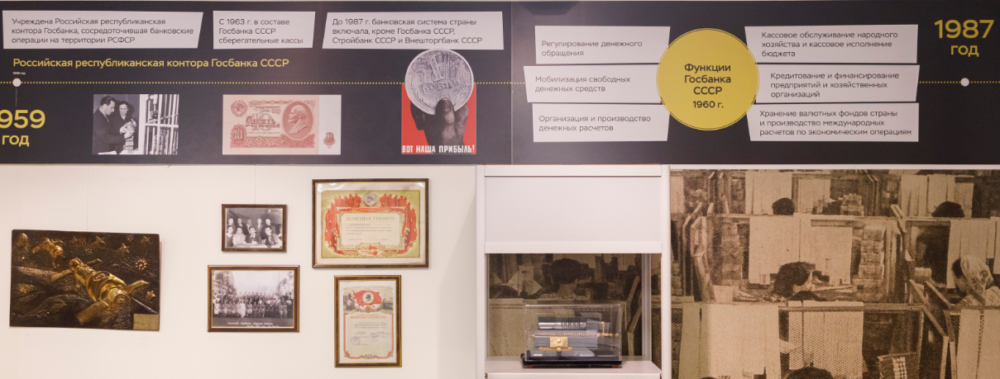 Учреждена Российская республиканская
контора Госбанка, сосредоточившая банковские
операции на территории РСФСР
С 1963 г. в составе
Госбанка СССР
сберегательные кассы
До 1987 г. банковская система страны
включала, кроме Госбанка СССР,
Стройбанк СССР и Внешторгбанк СССР
Российская республиканская контора Госбанка СССР
959
год
Десять
10
ВОТ НАША ПРИБЫЛЬ!
Регулирование денежного
обращения
Мобилизация свободных
денежных средств
Организация и производство
денежных расчетов
Функции
Госбанка
СССР
1960 г.
Кассовое обслуживание народного
хозяйства и кассовое исполнение
бюджета
Кредитование и финансирование
предприятий и хозяйственных
организаций
Хранение валютных фондов страны
и производство международных
расчетов по экономическим операциям
1987
год
ПОЧЕТНАЯ ГРАМОТА